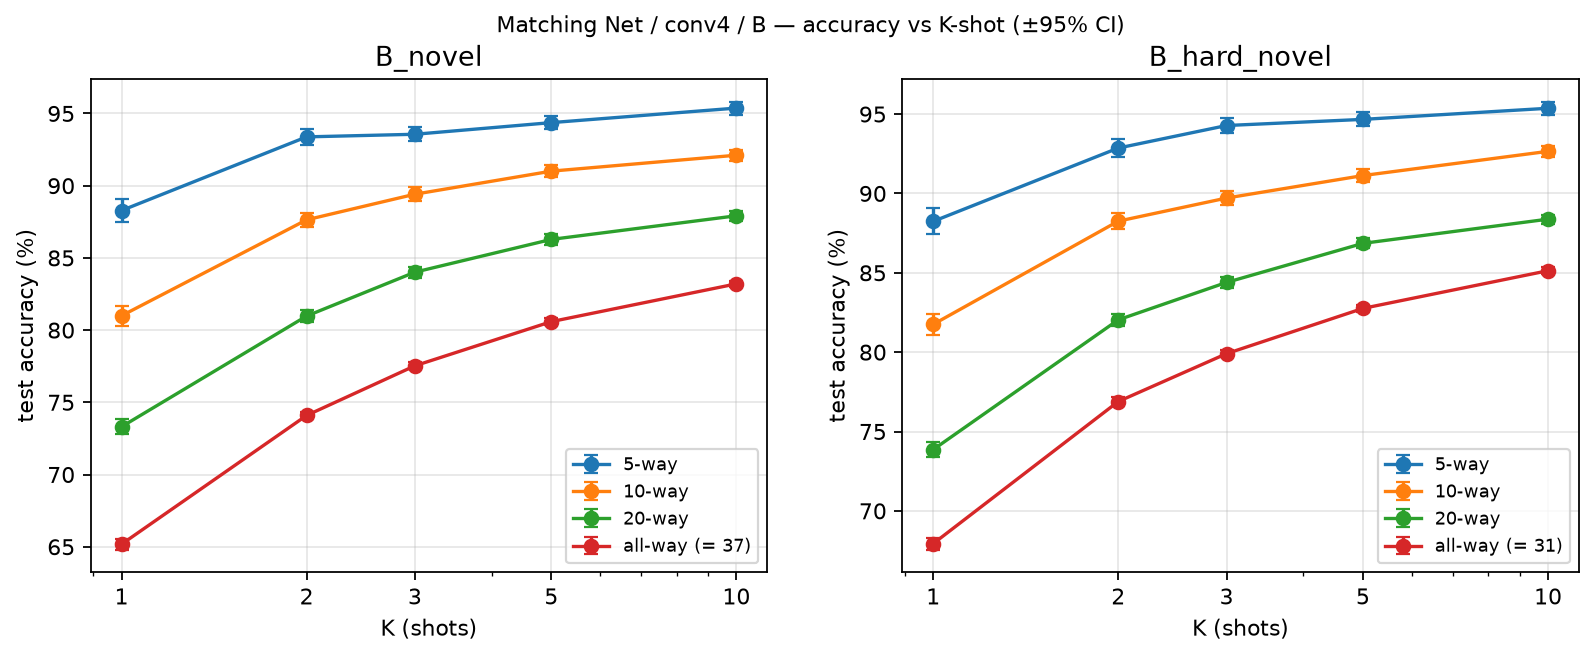 Matching Net / conv4 / B — accuracy vs K-shot (±95% CI)
B_novel
test accuracy (%)
95
90
85
80
75
70
65
1 2 3 5 10
K (shots)
5-way
10-way
20-way
all-way (= 37)
B_hard_novel
test accuracy (%)
95
90
85
80
75
70
1 2 3 5 10
K (shots)
5-way
10-way
20-way
all-way (= 31)